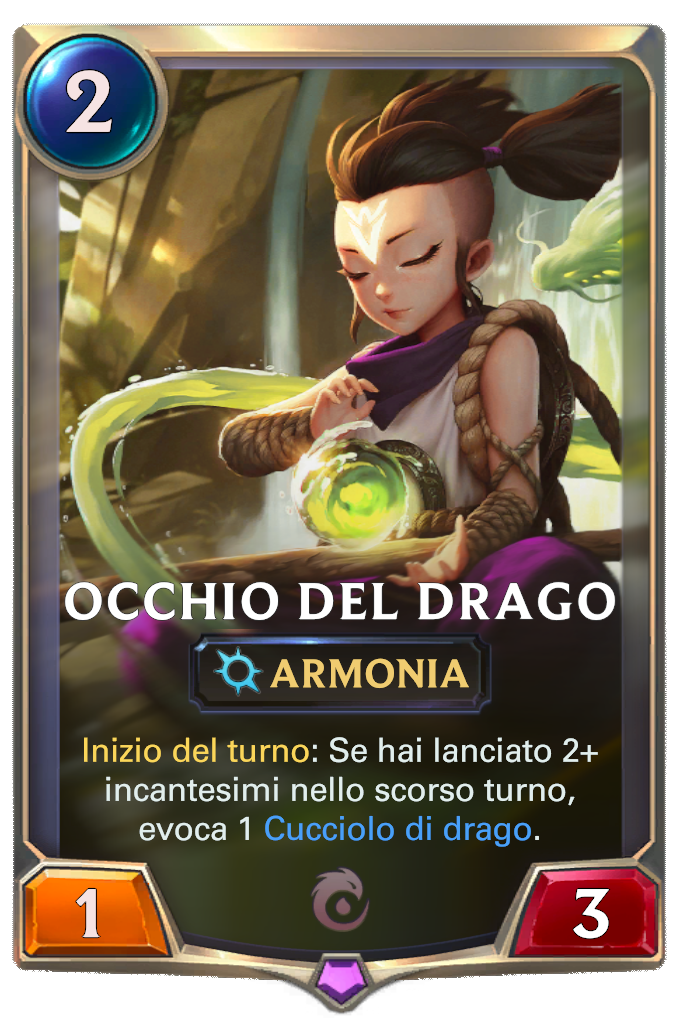 2
OCCHIO DEL DRAGO
ARMONIA
Inizio del turno: Se hai lanciato 2+
incantesimi nello scorso turno,
evoca 1 Cucciolo di drago.
1
3